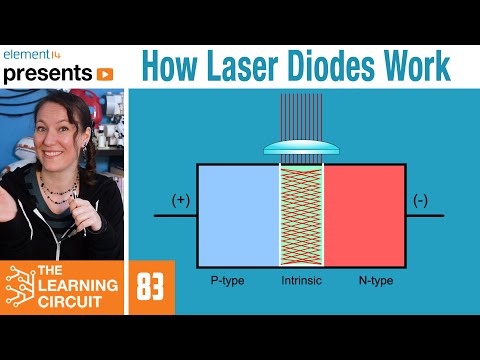 element14
presents
How Laser Diodes Work
(+)
(-)
P-type
Intrinsic
N-type
THE
LEARNING
CIRCUIT
83